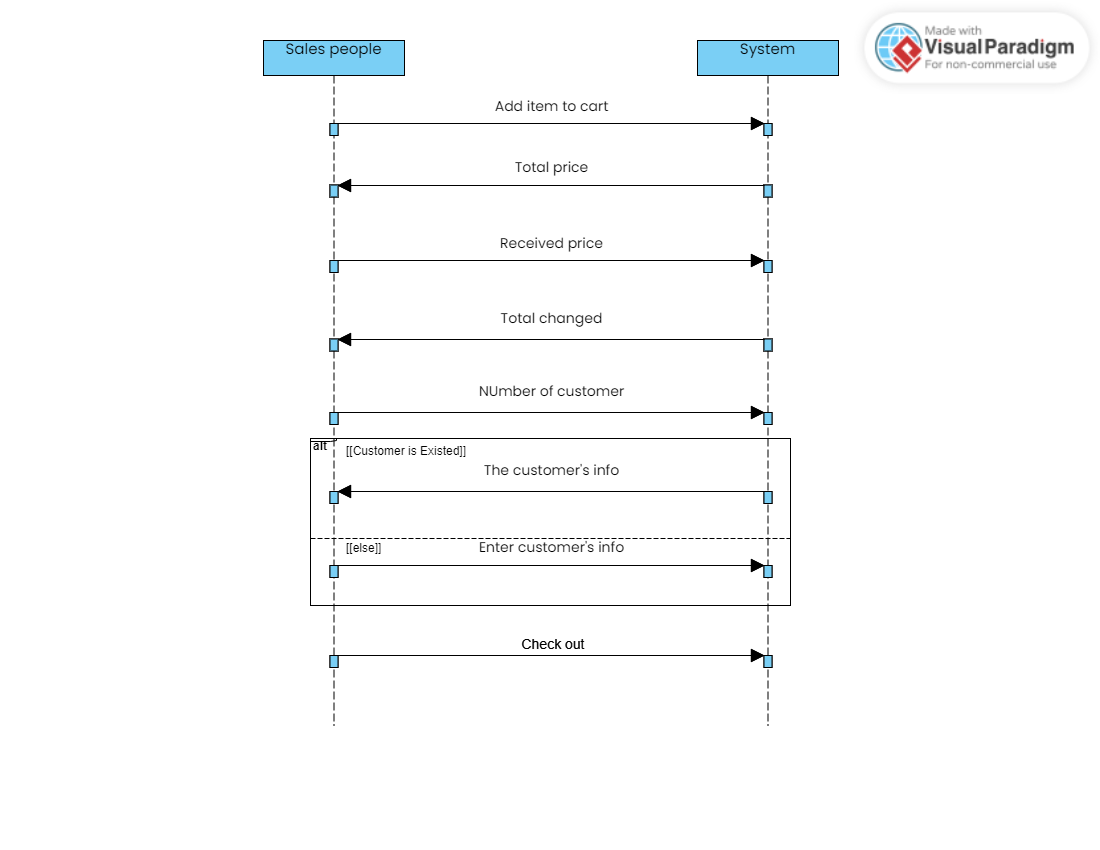 Made with
Visual Paradigm
For non-commercial use
Sales people
System
Add item to cart
Total price
Received price
Total changed
NUmber of customer
alt
[[Customer is Existed]]
The customer's info
[[else]]
Enter customer's info
Check out